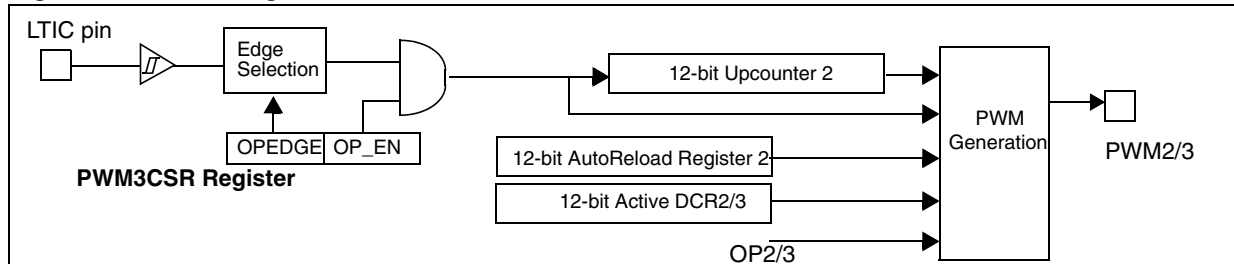 LTIC pin
Edge
Selection
12-bit Upcounter 2
PWM
Generation
OPEDGE OP_EN
12-bit AutoReload Register 2
PWM2/3
PWM3CSR Register
12-bit Active DCR2/3
OP2/3